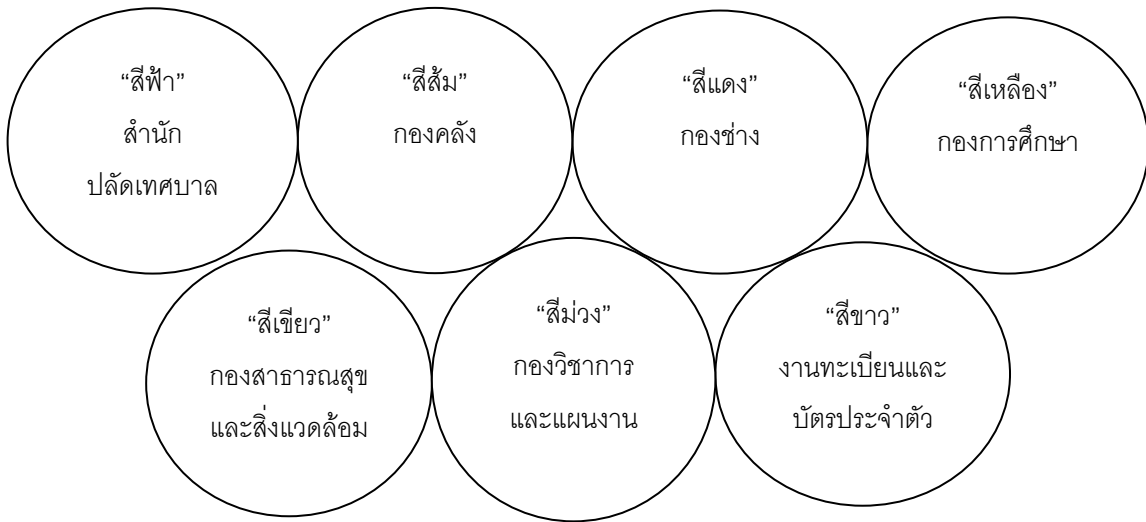 “สีฟ้า”
สำนัก
ปลัดเทศบาล
“สีส้ม”
กองคลัง
“สีแดง”
กองช่าง
“สีเหลือง”
กองการศึกษา
“สีเขียว”
กองสาธารณสุข
และสิ่งแวดล้อม
“สีม่วง”
กองวิชาการ
และแผนงาน
“สีขาว”
งานทะเบียนและ
บัตรประจำตัว